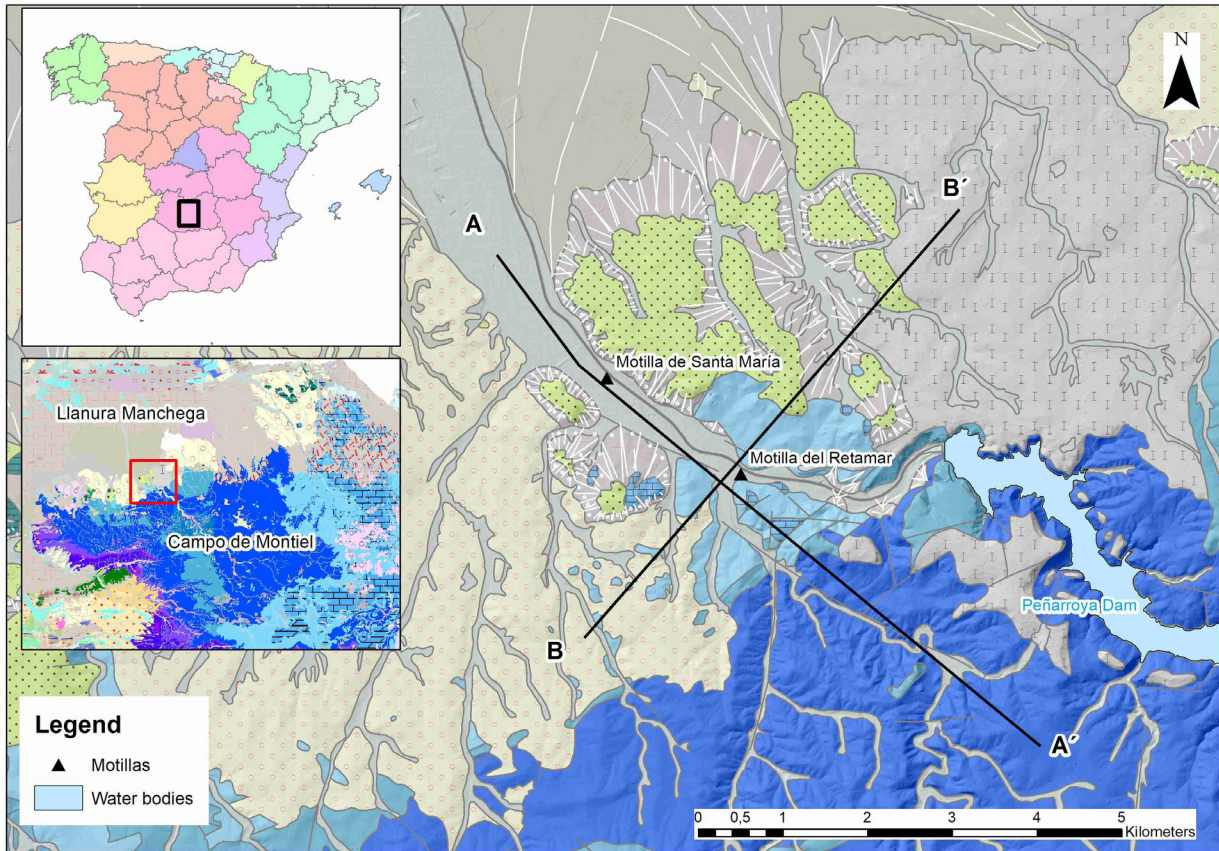 N
A
B´
Motilla de Santa María
Motilla del Retamar
Llanura Manchega
Campo de Montiel
Peñarroya Dam
B
A´
Legend
Motillas
Water bodies
0 0,5 1 2 3 4 5
Kilometers